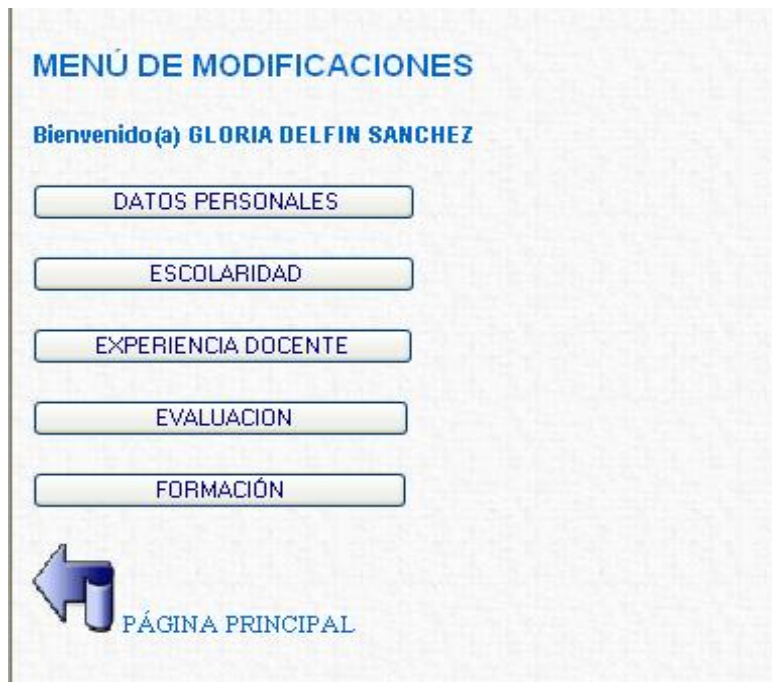 MENÚ DE MODIFICACIONES
Bienvenido(a) GLORIA DELFIN SANCHEZ
DATOS PERSONALES
ESCOLARIDAD
EXPERIENCIA DOCENTE
EVALUACION
FORMACIÓN
PÁGINA PRINCIPAL